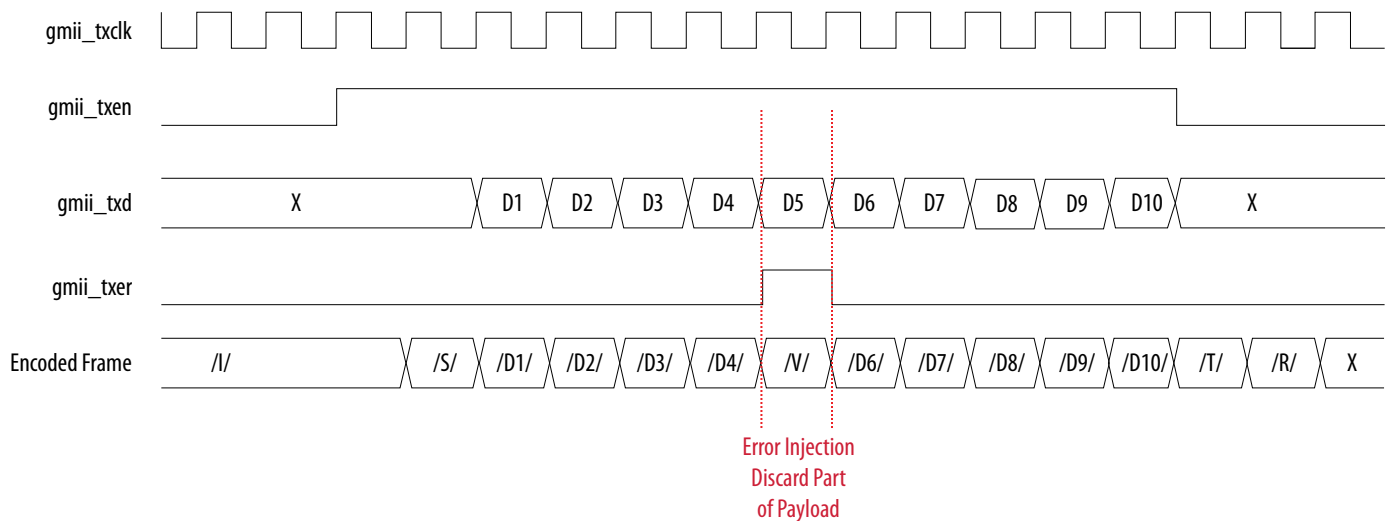 gmii_txclk
gmii_txen
gmii_txd X D1 D2 D3 D4 D5 D6 D7 D8 D9 D10 X
gmii_txer
Encoded Frame /I/ /S/ /D1/ /D2/ /D3/ /D4/ /V/ /D6/ /D7/ /D8/ /D9/ /D10/ /T/ /R/ X
Error Injection
Discard Part
of Payload